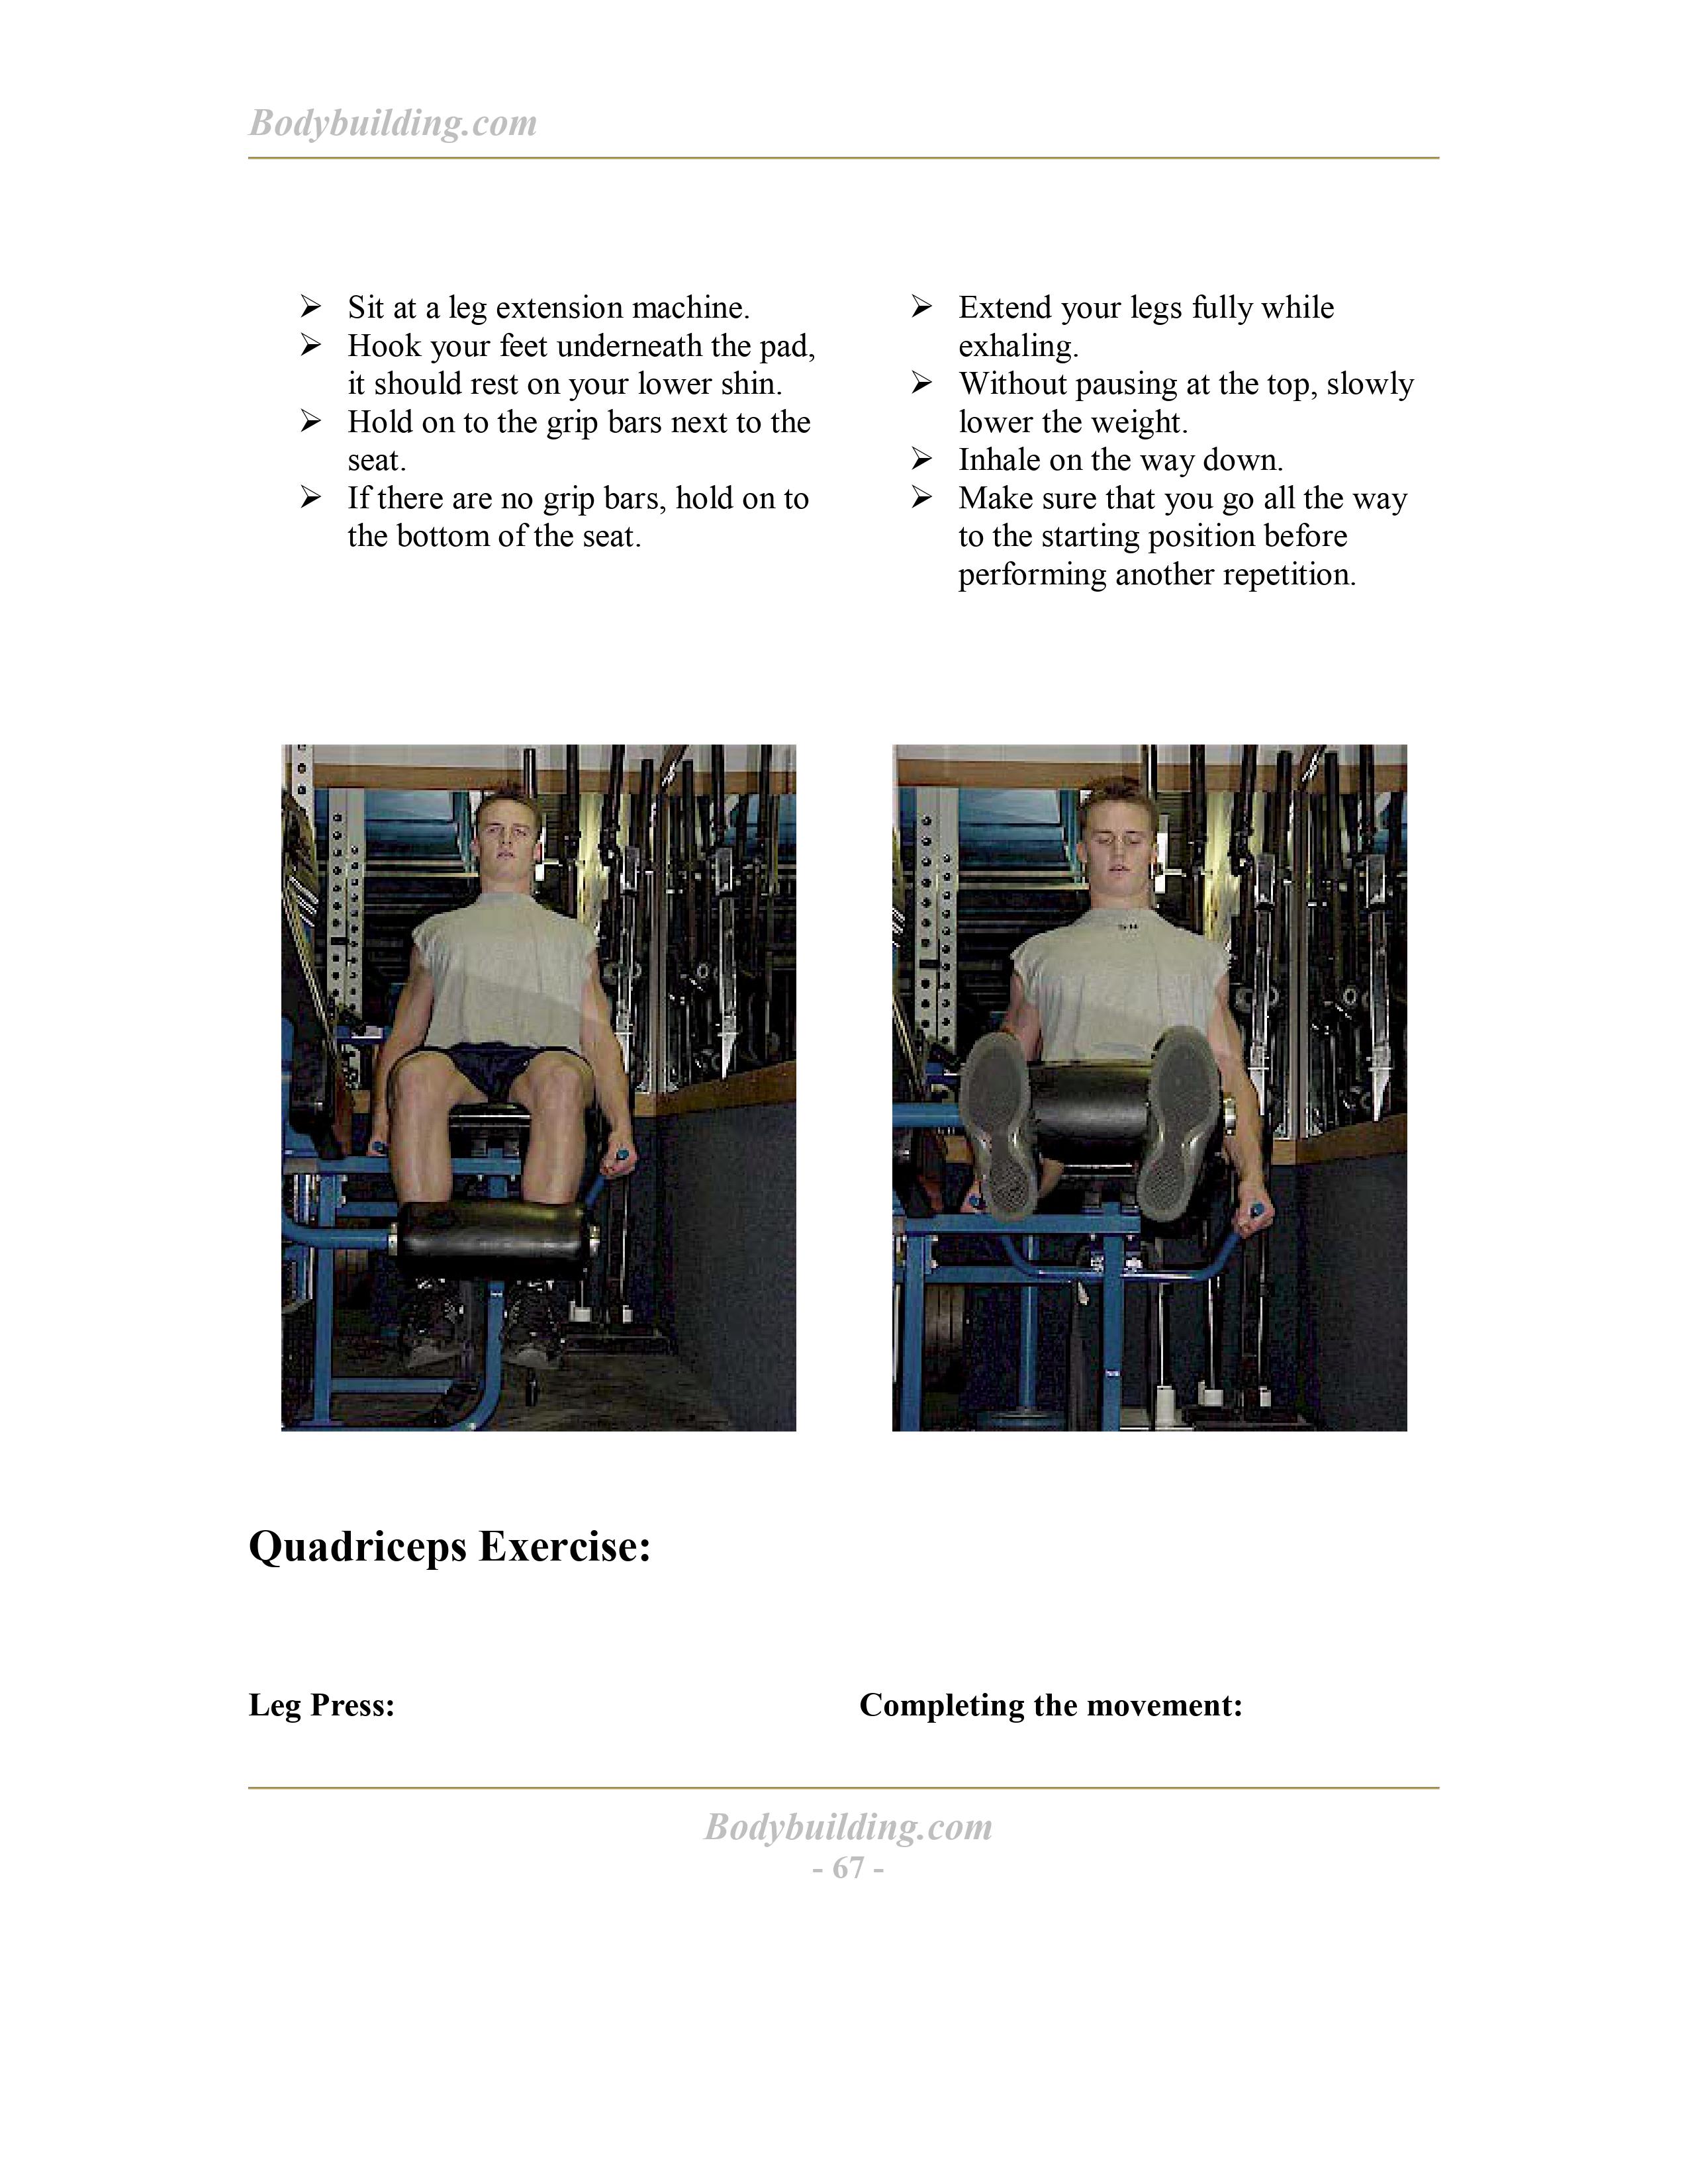 Bodybuilding.com
➢ Sit at a leg extension machine.
➢ Hook your feet underneath the pad,
it should rest on your lower shin.
➢ Hold on to the grip bars next to the
seat.
➢ If there are no grip bars, hold on to
the bottom of the seat.
➢ Extend your legs fully while
exhaling.
➢ Without pausing at the top, slowly
lower the weight.
➢ Inhale on the way down.
➢ Make sure that you go all the way
to the starting position before
performing another repetition.
Quadriceps Exercise:
Leg Press:
Completing the movement:
Bodybuilding.com
- 67 -